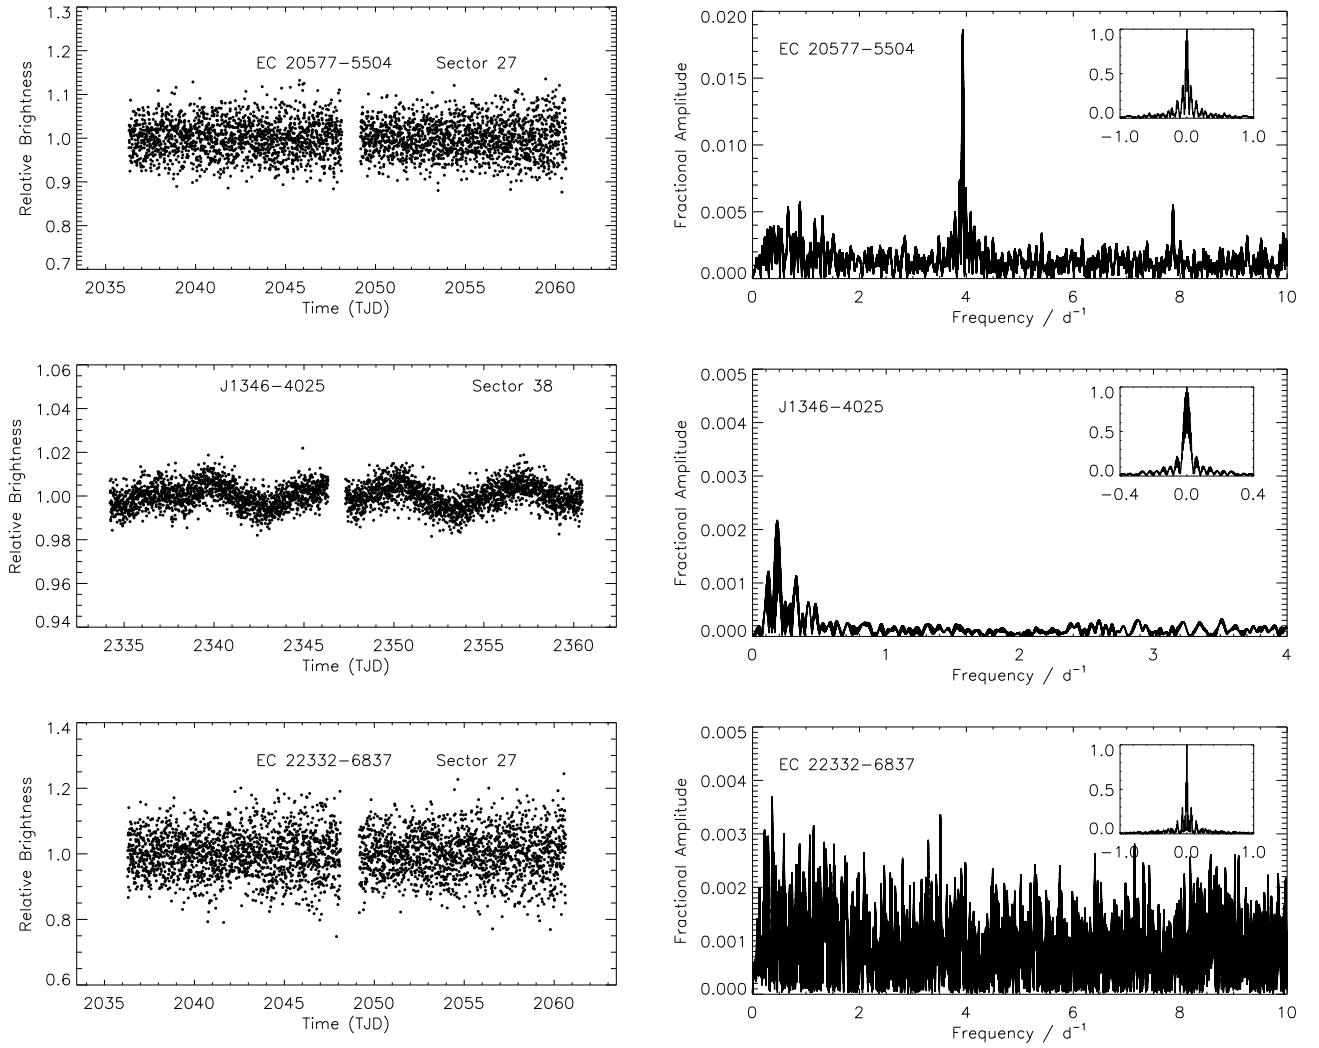 1.3
1.2
1.1
1.0
0.9
0.8
0.7
Relative Brightness
EC 20577−5504 Sector 27
2035 2040 2045 2050 2055 2060
Time (TJD)
0.020
0.015
0.010
0.005
0.000
Fractional Amplitude
EC 20577−5504
1.0
0.5
0.0
−1.0 0.0 1.0
0 2 4 6 8 10
Frequency / d⁻¹
1.06
1.04
1.02
1.00
0.98
0.96
0.94
Relative Brightness
J1346−4025 Sector 38
2335 2340 2345 2350 2355 2360
Time (TJD)
0.005
0.004
0.003
0.002
0.001
0.000
Fractional Amplitude
J1346−4025
1.0
0.5
0.0
−0.4 0.0 0.4
0 1 2 3 4
Frequency / d⁻¹
1.4
1.2
1.0
0.8
0.6
Relative Brightness
EC 22332−6837 Sector 27
2035 2040 2045 2050 2055 2060
Time (TJD)
0.005
0.004
0.003
0.002
0.001
0.000
Fractional Amplitude
EC 22332−6837
1.0
0.5
0.0
−1.0 0.0 1.0
0 2 4 6 8 10
Frequency / d⁻¹